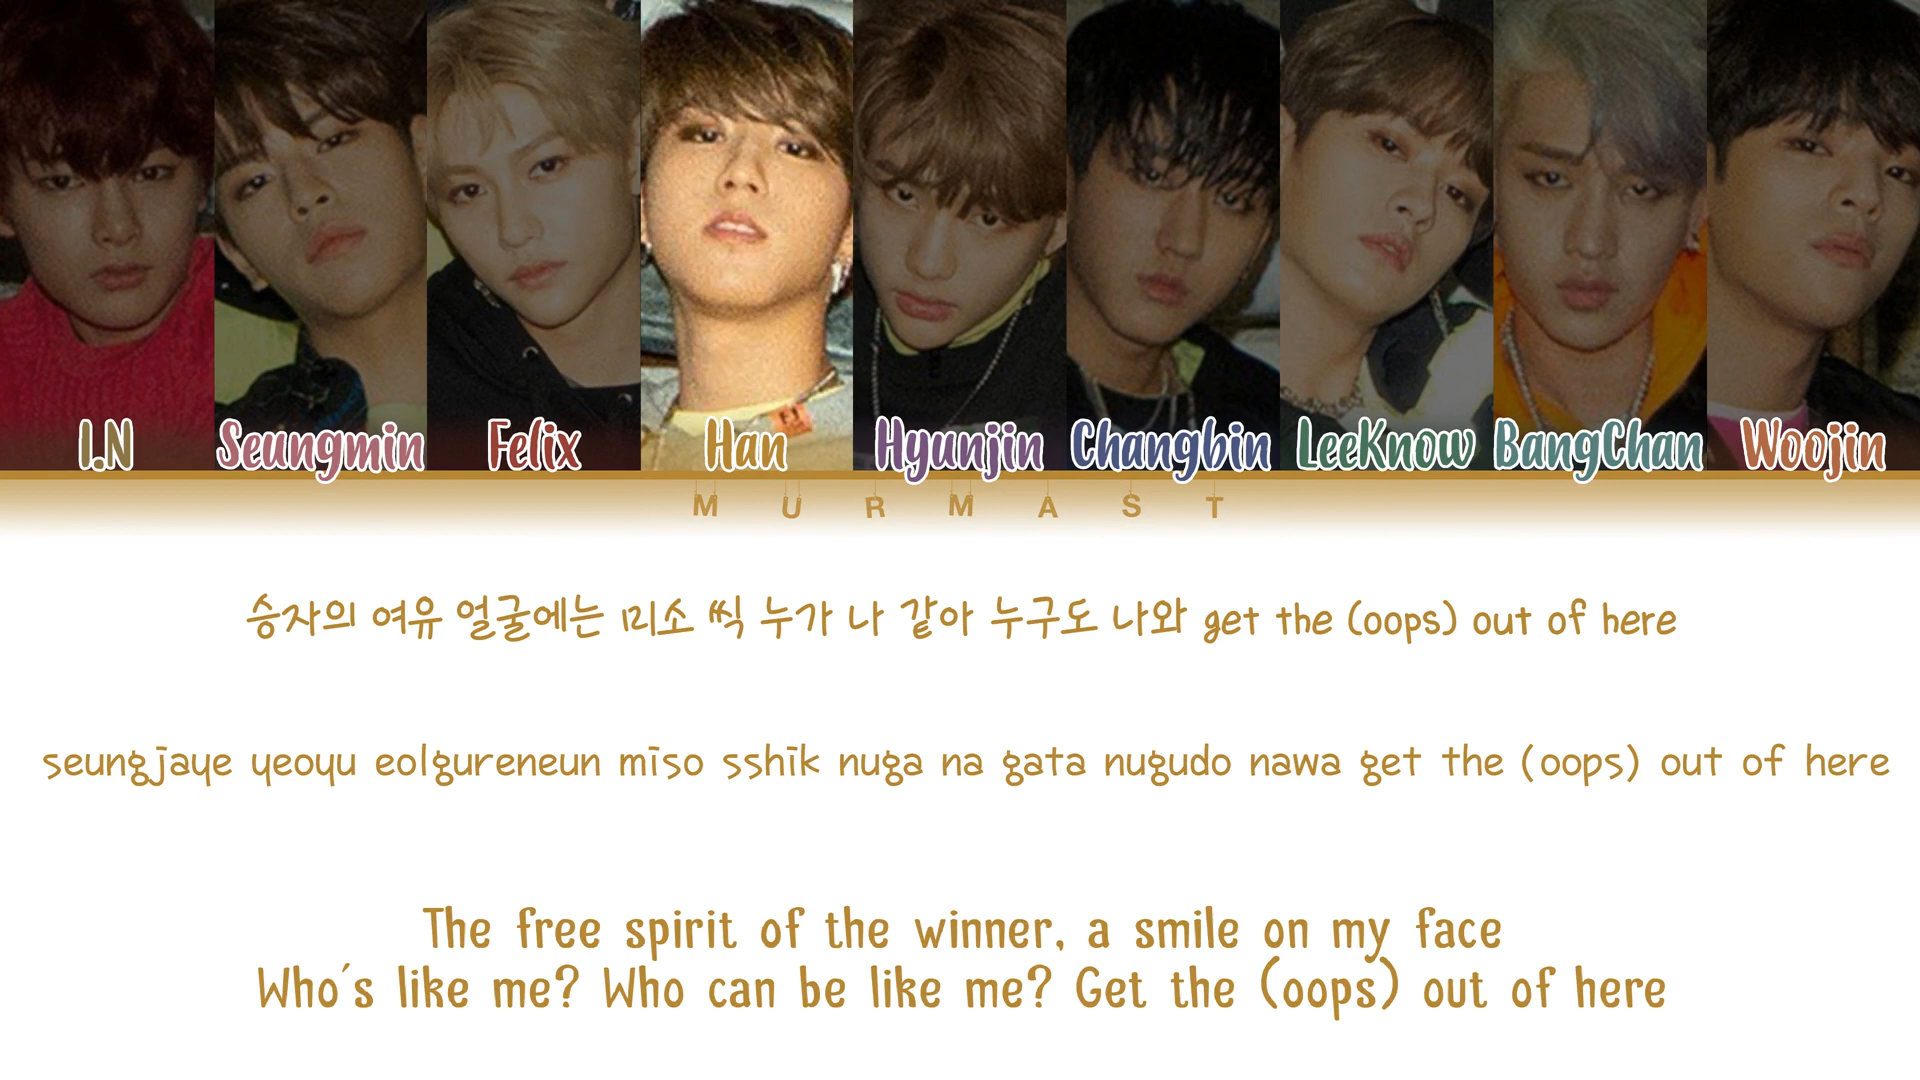 I.N Seungmin Felix Han Hyunjin Changbin LeeKnow BangChan Woojin
MURMAST
승자의 여유 얼굴에는 미소 씩 누가 나 같아 누구도 나와 get the (oops) out of here
seungjaye yeoyu eolgureneun miso sshik nuga na gata nugudo nawa get the (oops) out of here
The free spirit of the winner, a smile on my face
Who's like me? Who can be like me? Get the (oops) out of here